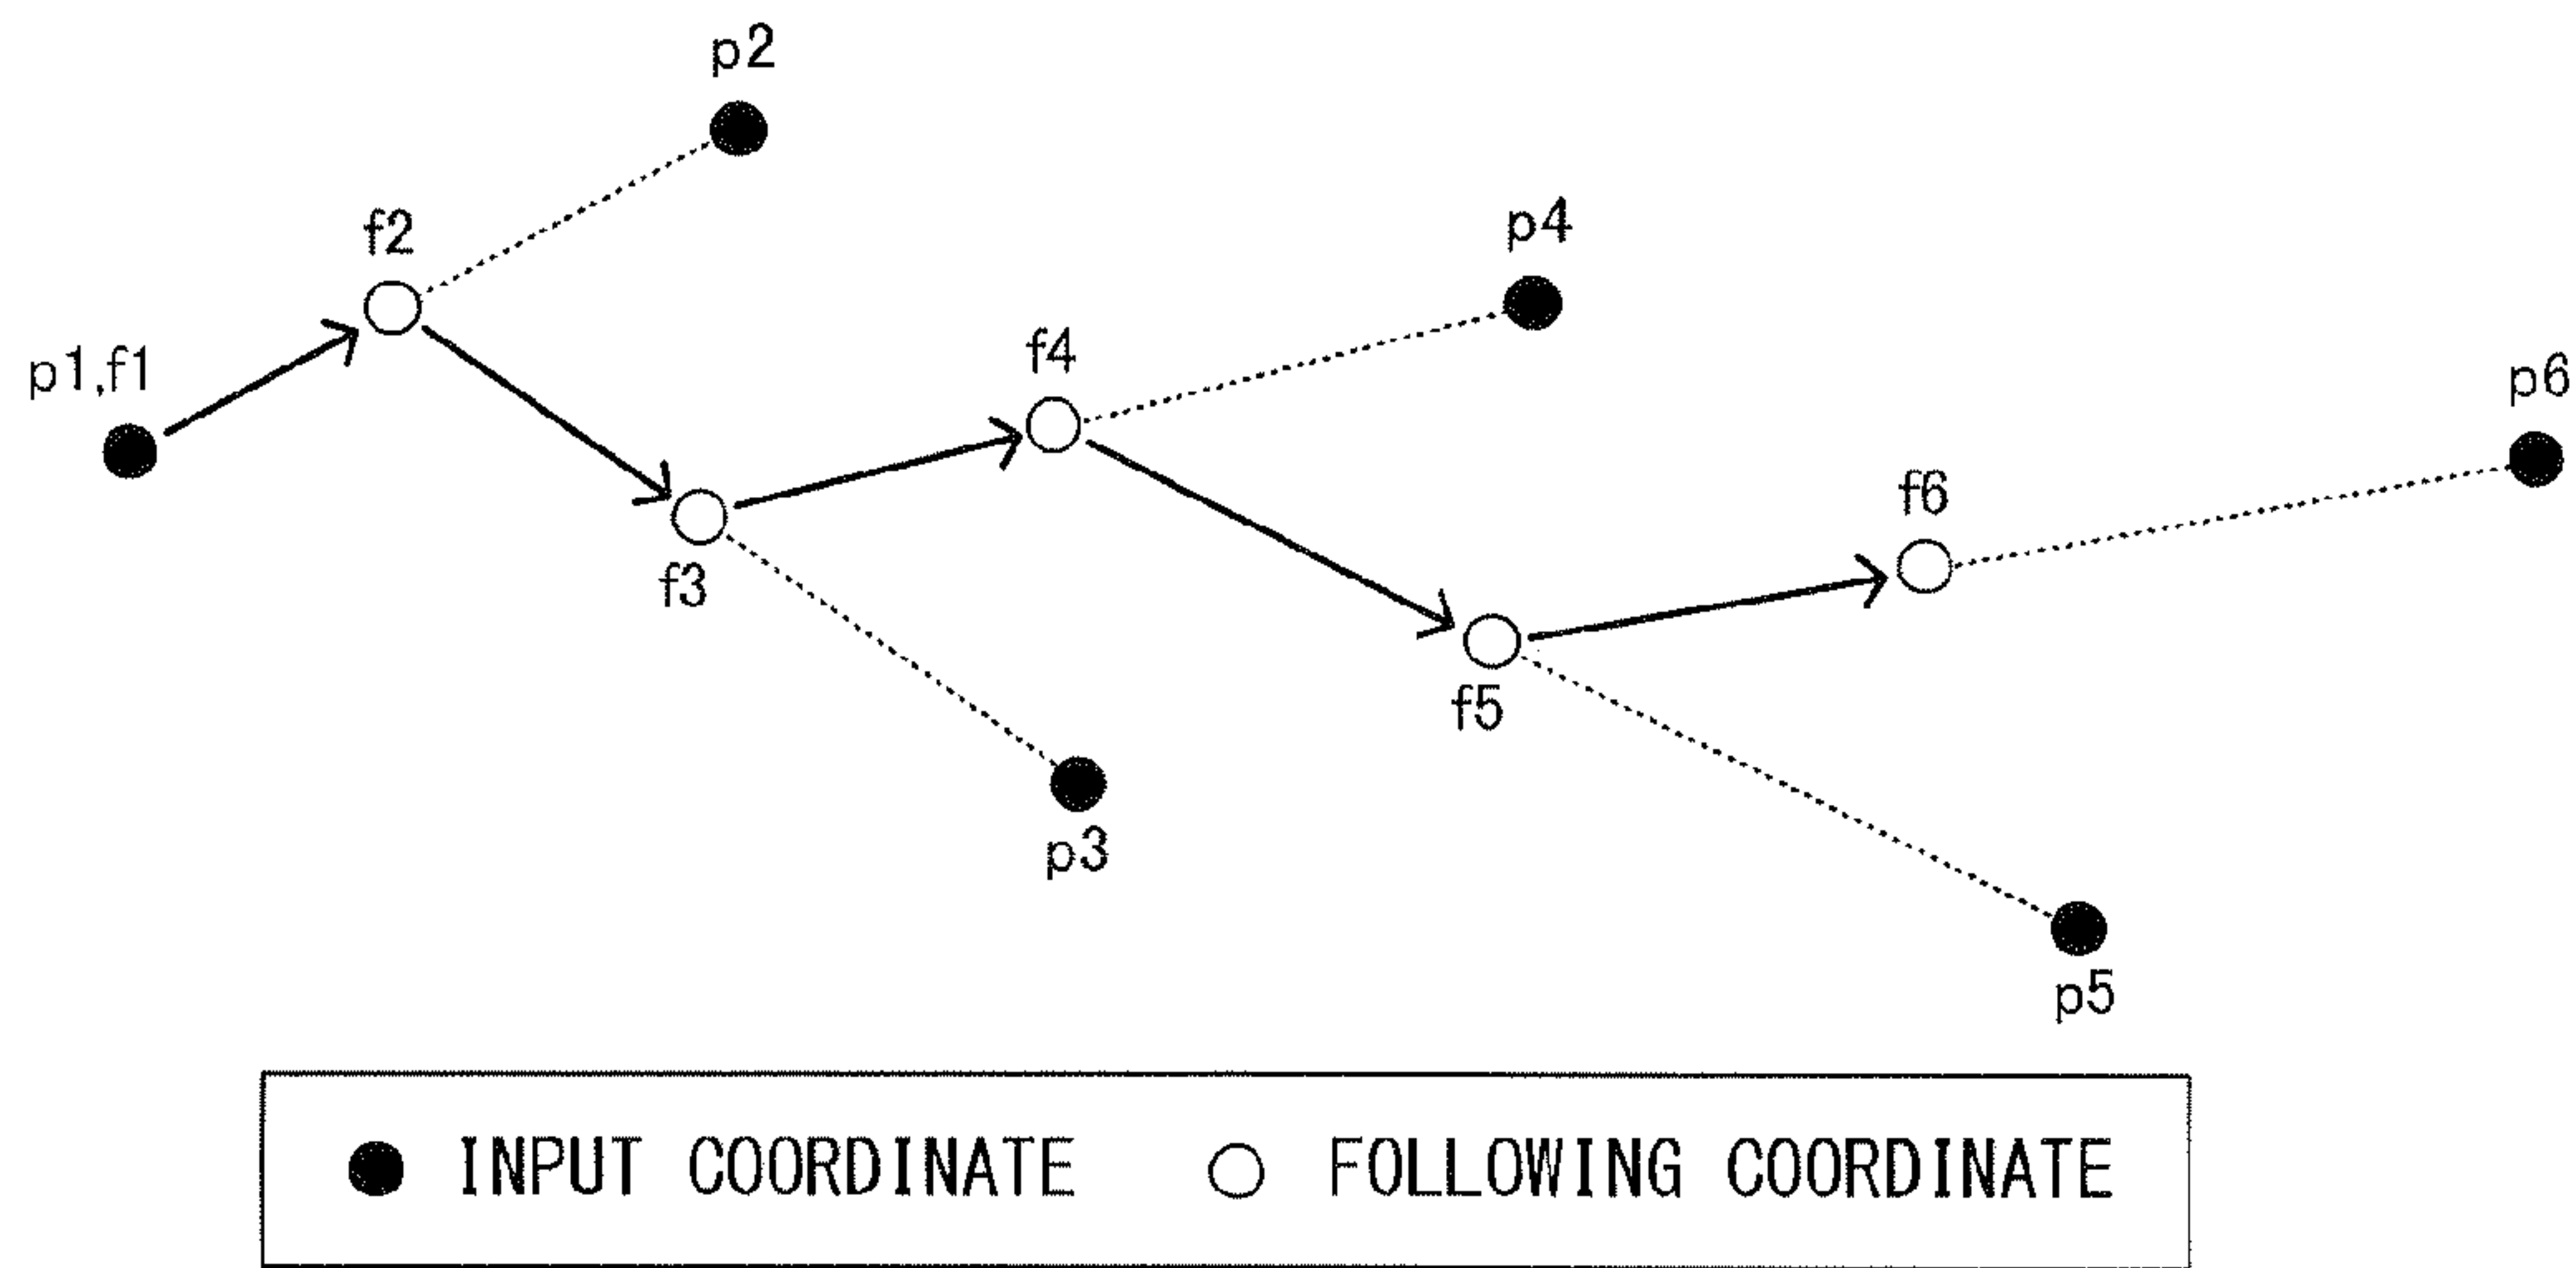 p2
f2
p4
p1,f1
f4
p6
f6
f3
f5
p3
p5
INPUT COORDINATE FOLLOWING COORDINATE